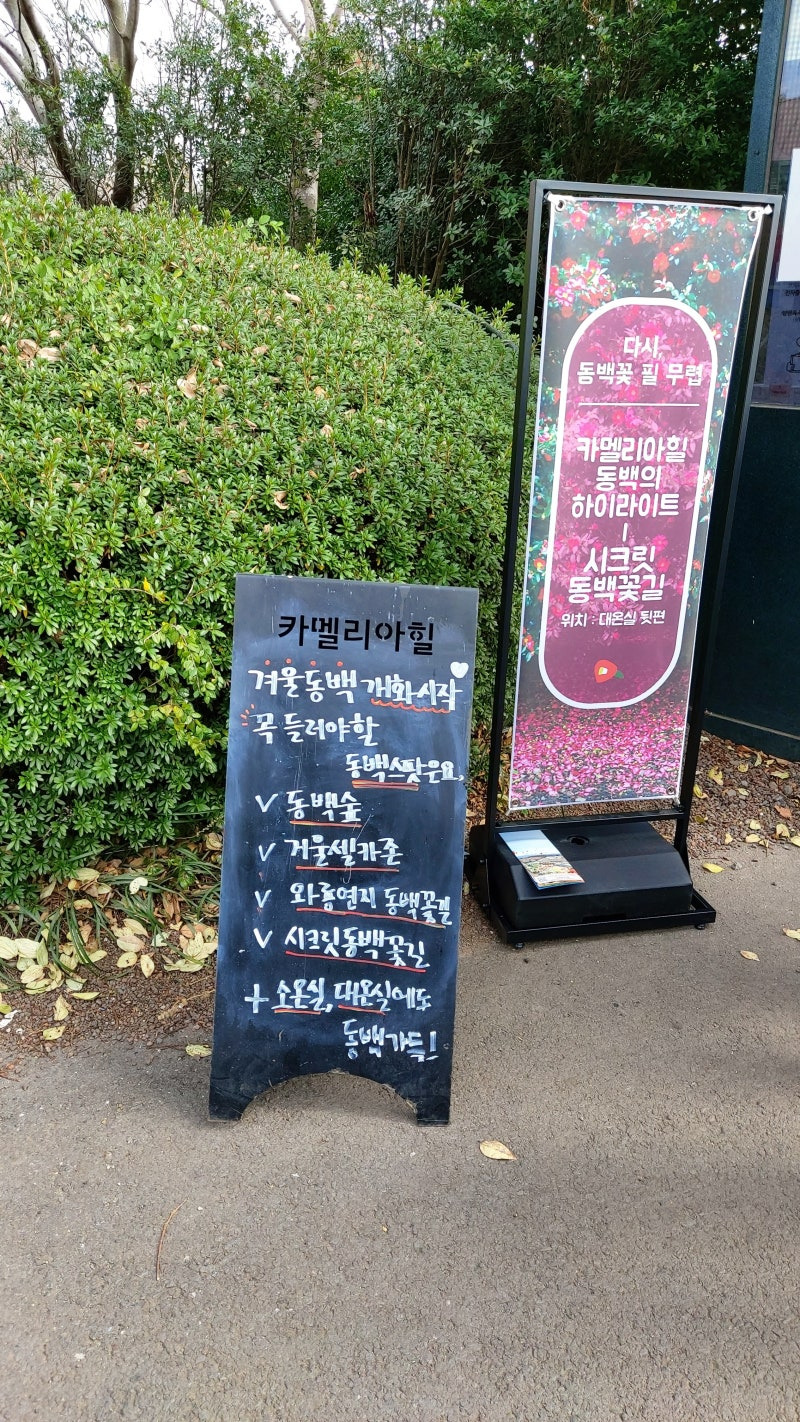 카멜리아힐
겨울동백 개화시작
꼭 들러야할
동백스팟은요,
v 동백숲
v 거울셀카존
v 와룡연지 동백꽃길
v 시크릿동백꽃길
+ 소온실, 대온실에도
동백가득!
다시,
동백꽃 필 무렵
카멜리아힐
동백의
하이라이트
-
시크릿
동백꽃길
위치 : 대온실 뒷편